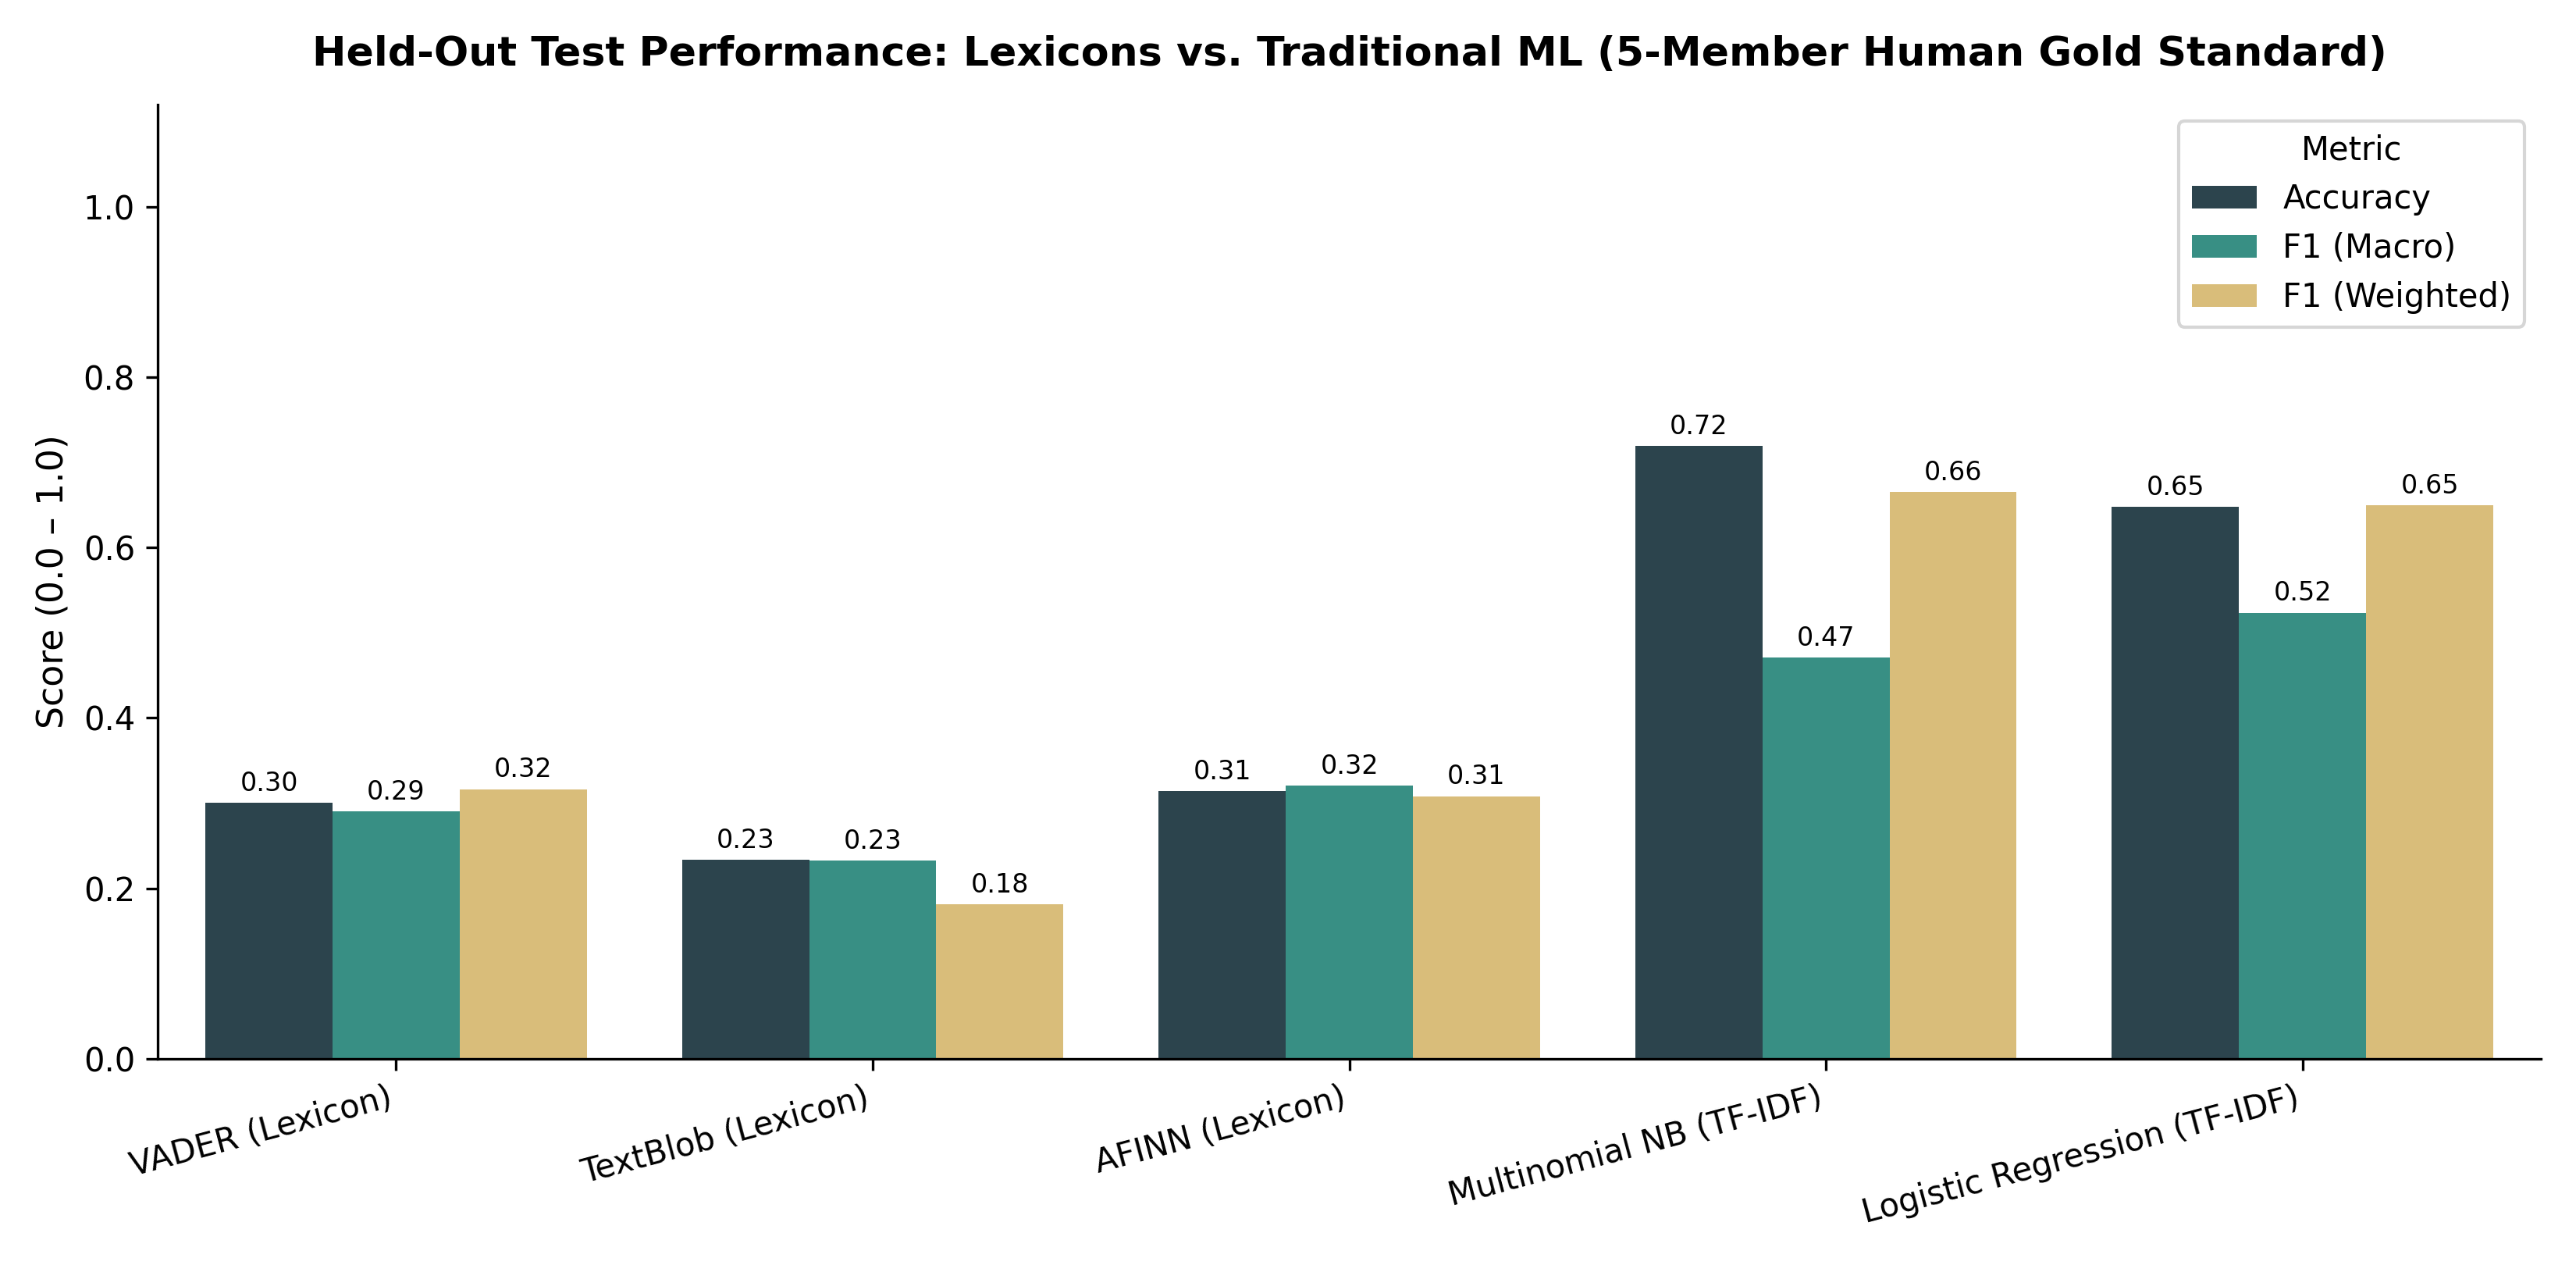 Held-Out Test Performance: Lexicons vs. Traditional ML (5-Member Human Gold Standard)
Metric
Accuracy
F1 (Macro)
F1 (Weighted)
Score (0.0 – 1.0)
1.0
0.8
0.6
0.4
0.2
0.0
0.30
0.29
0.32
0.23
0.23
0.18
0.31
0.32
0.31
0.72
0.47
0.66
0.65
0.52
0.65
VADER (Lexicon)
TextBlob (Lexicon)
AFINN (Lexicon)
Multinomial NB (TF-IDF)
Logistic Regression (TF-IDF)